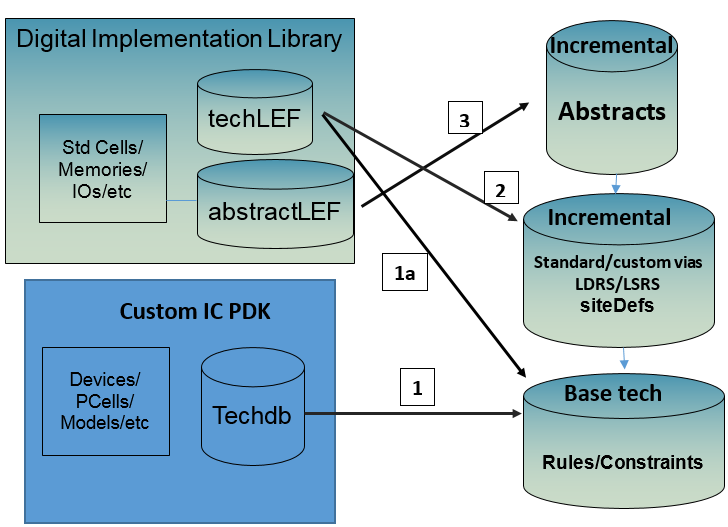 Digital Implementation Library
techLEF
Std Cells/
Memories/
IOs/etc
abstractLEF
Custom IC PDK
Devices/
PCells/
Models/etc
Techdb
3
2
1a
1
Incremental
Abstracts
Incremental
Standard/custom vias
LDRS/LSRS
siteDefs
Base tech
Rules/Constraints